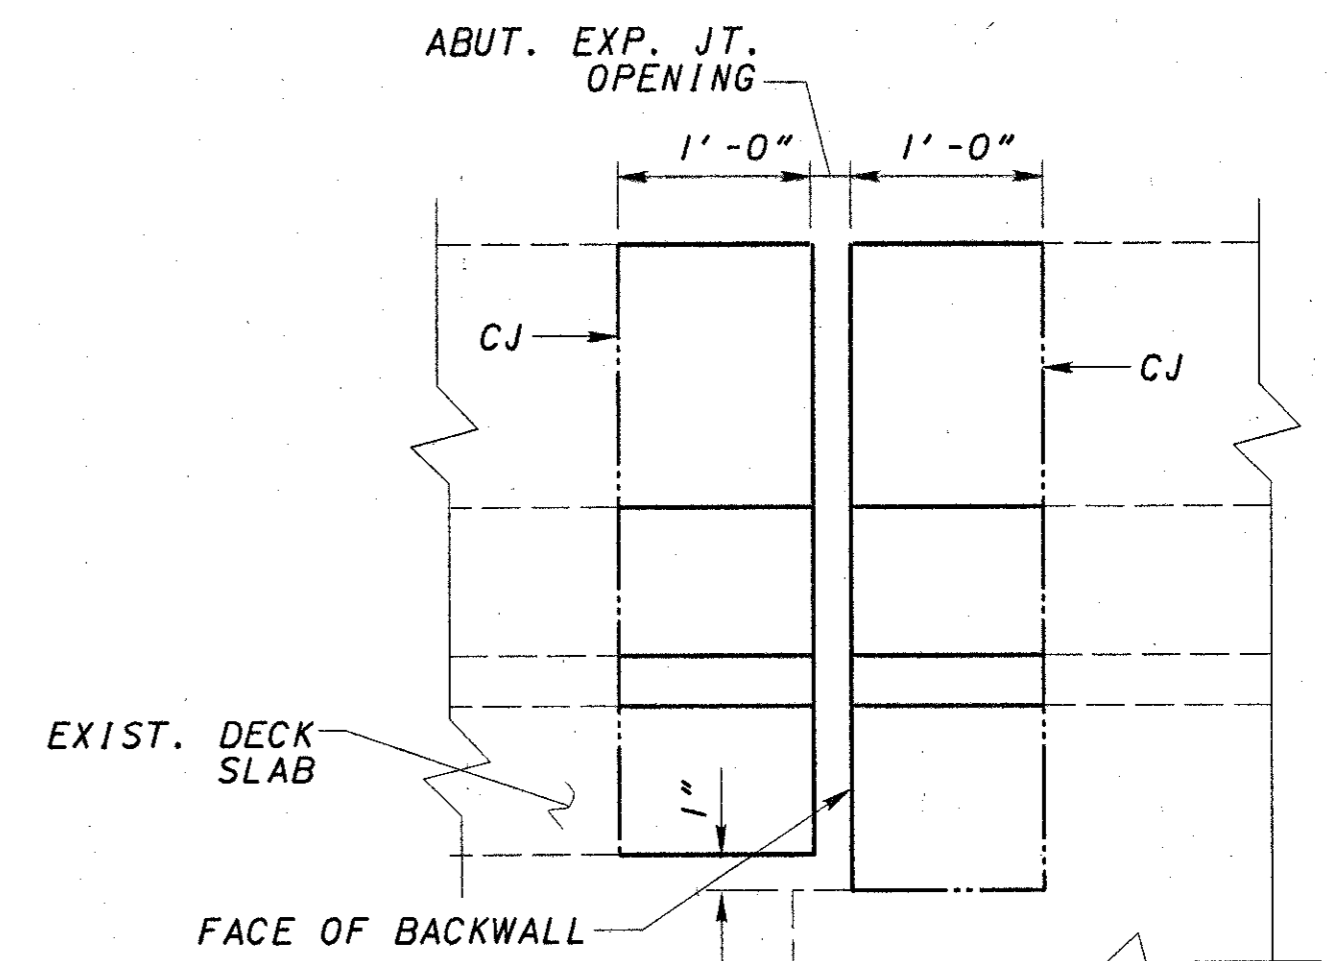 ABUT. EXP. JT.
OPENING
1'-0" 1'-0"
CJ
CJ
EXIST. DECK
SLAB
1"
FACE OF BACKWALL